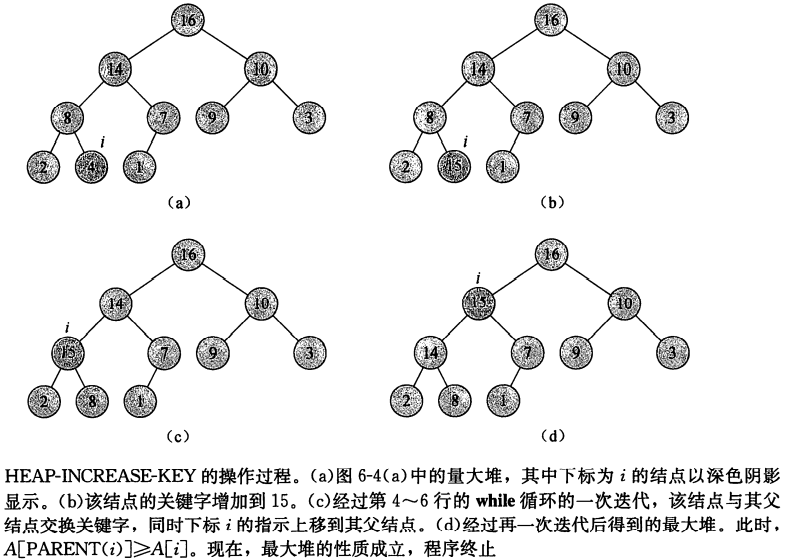 16
14 10
8 7 9 3
i
2 4 1
(a)
16
14 10
8 7 9 3
i
2 15 1
(b)
16
14 10
i
15 7 9 3
2 8 1
(c)
16
i
15 10
14 7 9 3
2 8 1
(d)
HEAP-INCREASE-KEY 的操作过程。(a)图 6-4(a)中的量大堆，其中下标为 i 的结点以深色阴影
显示。(b)该结点的关键字增加到 15。(c)经过第 4～6 行的 while 循环的一次迭代，该结点与其父
结点交换关键字，同时下标 i 的指示上移到其父结点。(d)经过再一次迭代后得到的最大堆。此时，
A[PARENT(i)]≥A[i]。现在，最大堆的性质成立，程序终止